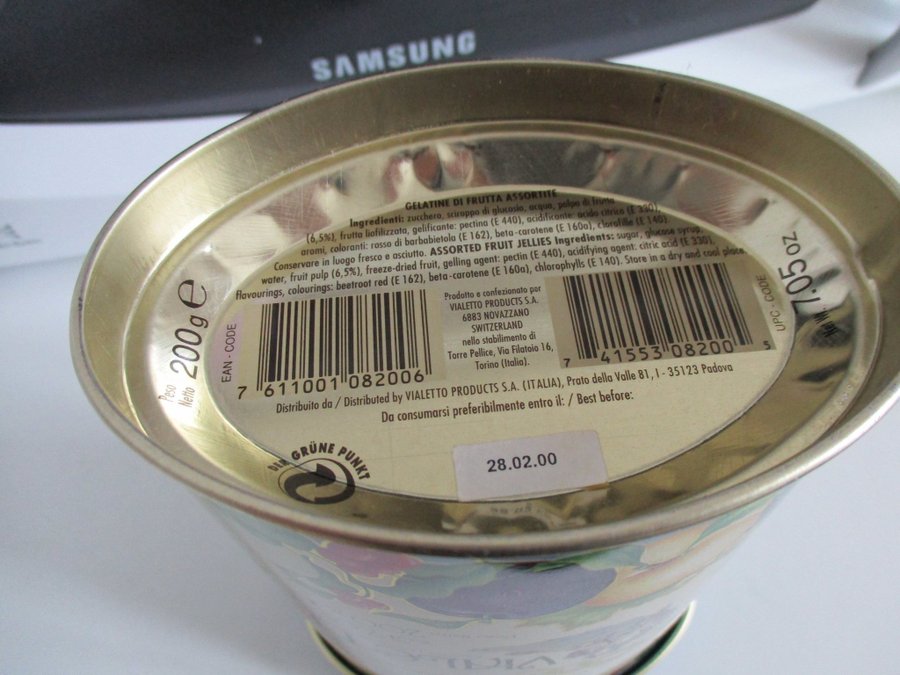 SAMSUNG
GELATINE DI FRUTTA ASSORTITE
Ingredienti: zucchero, sciroppo di glucosio, acqua, polpa di frutta
(6,5%), frutta liofilizzata, gelificante: pectina (E 440), acidificante: acido citrico (E 330),
aromi, coloranti: rosso di barbabietola (E 162), beta-carotene (E 160a), clorofille (E 140).
Conservare in luogo fresco e asciutto. ASSORTED FRUIT JELLIES Ingredients: sugar, glucose syrup,
water, fruit pulp (6,5%), freeze-dried fruit, gelling agent: pectin (E 440), acidifying agent: citric acid (E 330),
flavourings, colourings: beetroot red (E 162), beta-carotene (E 160a), chlorophylls (E 140). Store in a dry and cool place.
Peso
Netto 200g e
EAN - CODE
7 611001 082006
Prodotto e confezionato per
VIALETTO PRODUCTS S.A.
6883 NOVAZZANO
SWITZERLAND
nello stabilimento di
Torre Pellice, Via Filatoio 16,
Torino (Italia).
7 41553 08200 5
UPC - CODE
7.05 OZ
Distribuito da / Distributed by VIALETTO PRODUCTS S.A. (ITALIA), Prato della Valle B1, I - 35123 Padova
Da consumarsi preferibilmente entro il: / Best before:
28.02.00
DER GRÜNE PUNKT